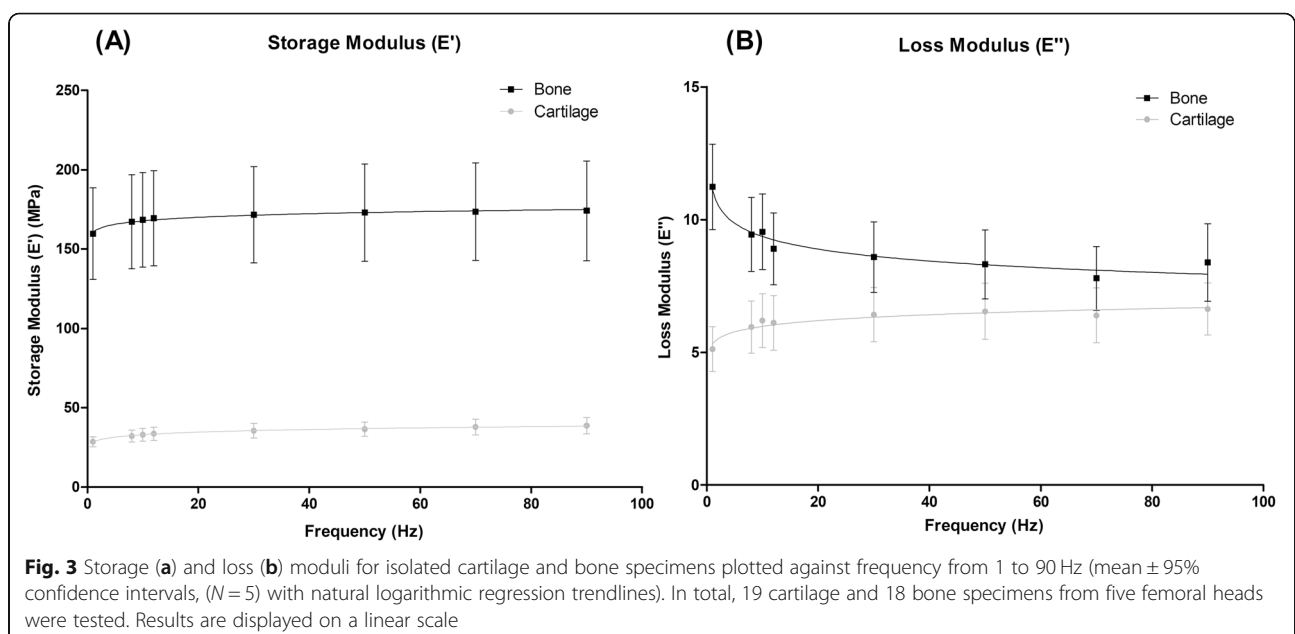 (A)
Storage Modulus (E')
Bone
Cartilage
Storage Modulus (E') (MPa)
250
200
150
100
50
0
0 20 40 60 80 100
Frequency (Hz)
(B)
Loss Modulus (E'')
Bone
Cartilage
Loss Modulus (E'')
15
10
5
0
0 20 40 60 80 100
Frequency (Hz)
Fig. 3 Storage (a) and loss (b) moduli for isolated cartilage and bone specimens plotted against frequency from 1 to 90 Hz (mean ± 95%
confidence intervals, (N = 5) with natural logarithmic regression trendlines). In total, 19 cartilage and 18 bone specimens from five femoral heads
were tested. Results are displayed on a linear scale